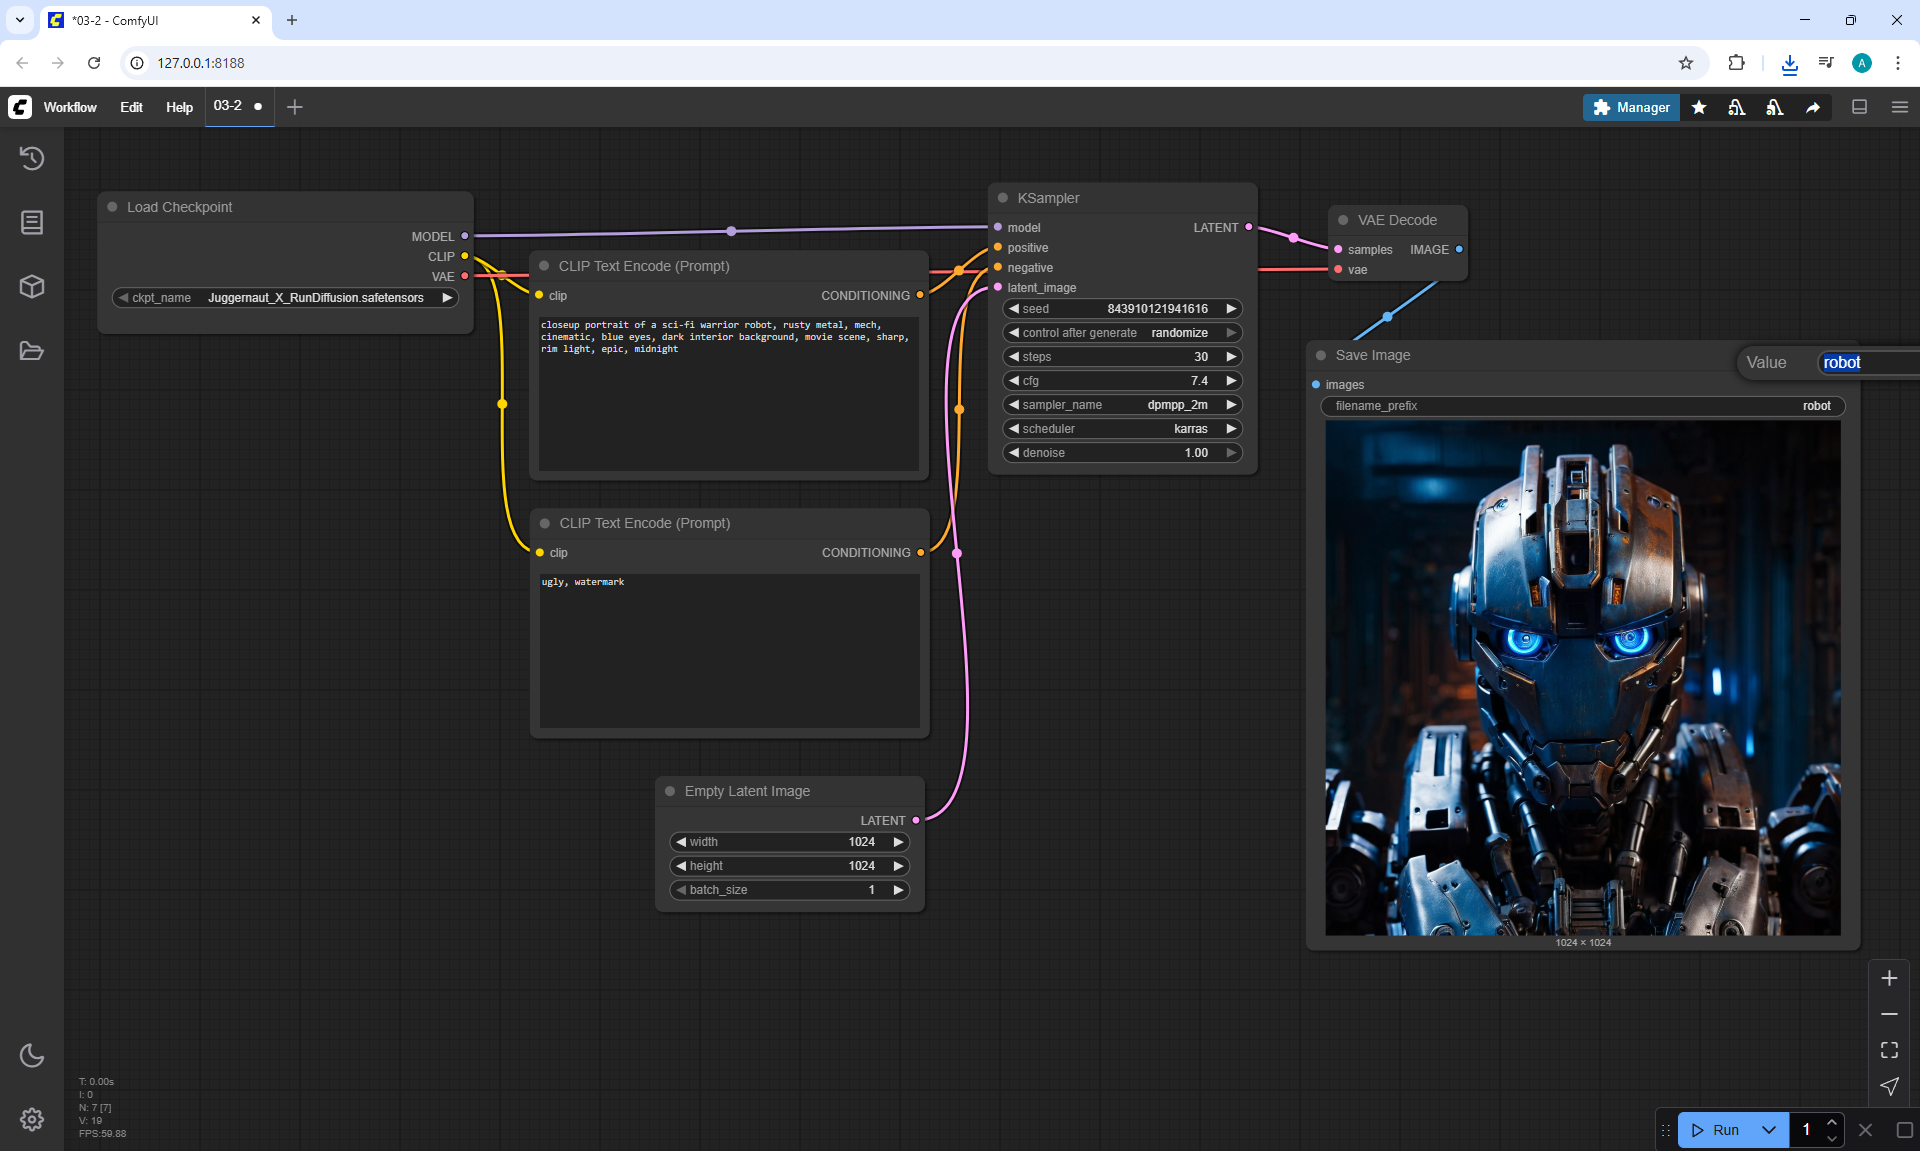 *03-2 - ComfyUI
127.0.0.1:8188
Workflow Edit Help 03-2
Manager
Load Checkpoint
MODEL
CLIP
VAE
ckpt_name Juggernaut_X_RunDiffusion.safetensors
CLIP Text Encode (Prompt)
clip CONDITIONING
closeup portrait of a sci-fi warrior robot, rusty metal, mech,
cinematic, blue eyes, dark interior background, movie scene, sharp,
rim light, epic, midnight
CLIP Text Encode (Prompt)
clip CONDITIONING
ugly, watermark
Empty Latent Image
LATENT
width 1024
height 1024
batch_size 1
KSampler
model LATENT
positive
negative
latent_image
seed 843910121941616
control after generate randomize
steps 30
cfg 7.4
sampler_name dpmpp_2m
scheduler karras
denoise 1.00
VAE Decode
samples IMAGE
vae
Save Image
Value robot
images
filename_prefix robot
1024 × 1024
T: 0.00s
I: 0
N: 7 [7]
V: 19
FPS:59.88
Run 1
A